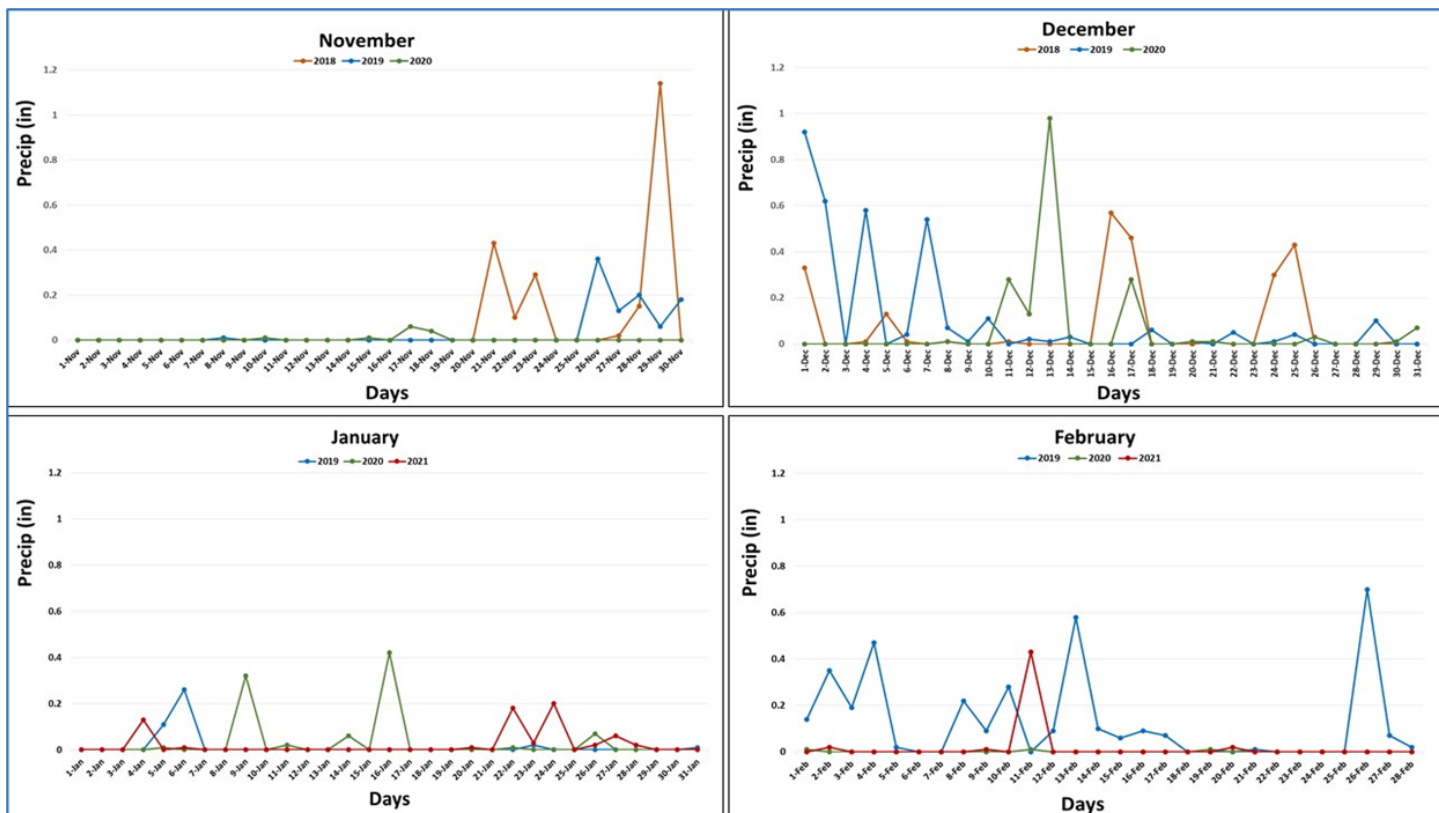 November
2018 2019 2020
Precip (in)
1.2
1
0.8
0.6
0.4
0.2
0
1-Nov 2-Nov 3-Nov 4-Nov 5-Nov 6-Nov 7-Nov 8-Nov 9-Nov 10-Nov 11-Nov 12-Nov 13-Nov 14-Nov 15-Nov 16-Nov 17-Nov 18-Nov 19-Nov 20-Nov 21-Nov 22-Nov 23-Nov 24-Nov 25-Nov 26-Nov 27-Nov 28-Nov 29-Nov 30-Nov
Days
December
2018 2019 2020
Precip (in)
1.2
1
0.8
0.6
0.4
0.2
0
1-Dec 2-Dec 3-Dec 4-Dec 5-Dec 6-Dec 7-Dec 8-Dec 9-Dec 10-Dec 11-Dec 12-Dec 13-Dec 14-Dec 15-Dec 16-Dec 17-Dec 18-Dec 19-Dec 20-Dec 21-Dec 22-Dec 23-Dec 24-Dec 25-Dec 26-Dec 27-Dec 28-Dec 29-Dec 30-Dec 31-Dec
Days
January
2019 2020 2021
Precip (in)
1.2
1
0.8
0.6
0.4
0.2
0
1-Jan 2-Jan 3-Jan 4-Jan 5-Jan 6-Jan 7-Jan 8-Jan 9-Jan 10-Jan 11-Jan 12-Jan 13-Jan 14-Jan 15-Jan 16-Jan 17-Jan 18-Jan 19-Jan 20-Jan 21-Jan 22-Jan 23-Jan 24-Jan 25-Jan 26-Jan 27-Jan 28-Jan 29-Jan 30-Jan 31-Jan
Days
February
2019 2020 2021
Precip (in)
1.2
1
0.8
0.6
0.4
0.2
0
1-Feb 2-Feb 3-Feb 4-Feb 5-Feb 6-Feb 7-Feb 8-Feb 9-Feb 10-Feb 11-Feb 12-Feb 13-Feb 14-Feb 15-Feb 16-Feb 17-Feb 18-Feb 19-Feb 20-Feb 21-Feb 22-Feb 23-Feb 24-Feb 25-Feb 26-Feb 27-Feb 28-Feb
Days